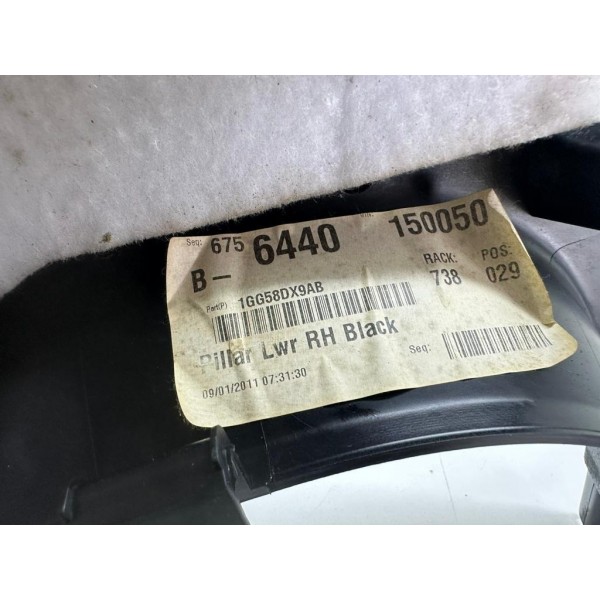 Seq: 675 6440 150050
B- RACK: POS:
738 029
Part(P) 1GG58DX9AB
Pillar Lwr RH Black
Seq:
09/01/2011 07:31:30